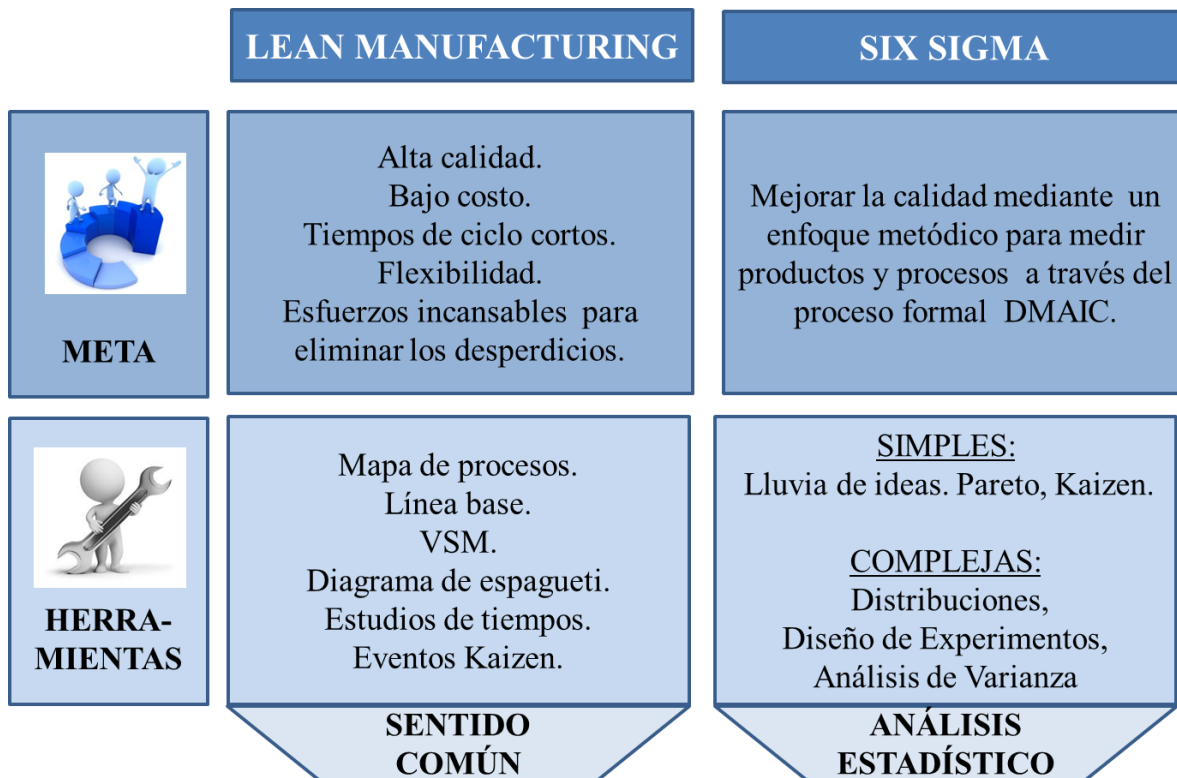 LEAN MANUFACTURING
SIX SIGMA
META
Alta calidad.
Bajo costo.
Tiempos de ciclo cortos.
Flexibilidad.
Esfuerzos incansables para
eliminar los desperdicios.
Mejorar la calidad mediante un
enfoque metódico para medir
productos y procesos a través del
proceso formal DMAIC.
HERRA-
MIENTAS
Mapa de procesos.
Línea base.
VSM.
Diagrama de espagueti.
Estudios de tiempos.
Eventos Kaizen.
SIMPLES:
Lluvia de ideas. Pareto, Kaizen.
COMPLEJAS:
Distribuciones,
Diseño de Experimentos,
Análisis de Varianza
SENTIDO
COMÚN
ANÁLISIS
ESTADÍSTICO